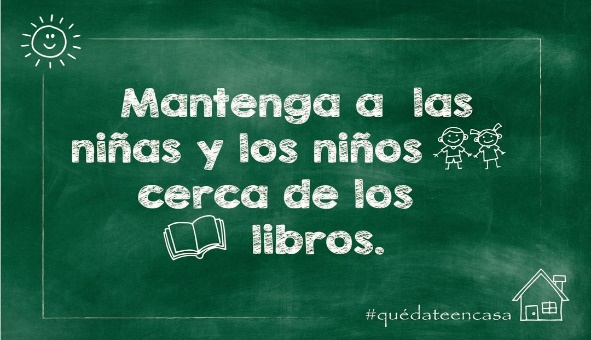 Mantenga a las
niñas y los niños
cerca de los
libros.
#quédateencasa